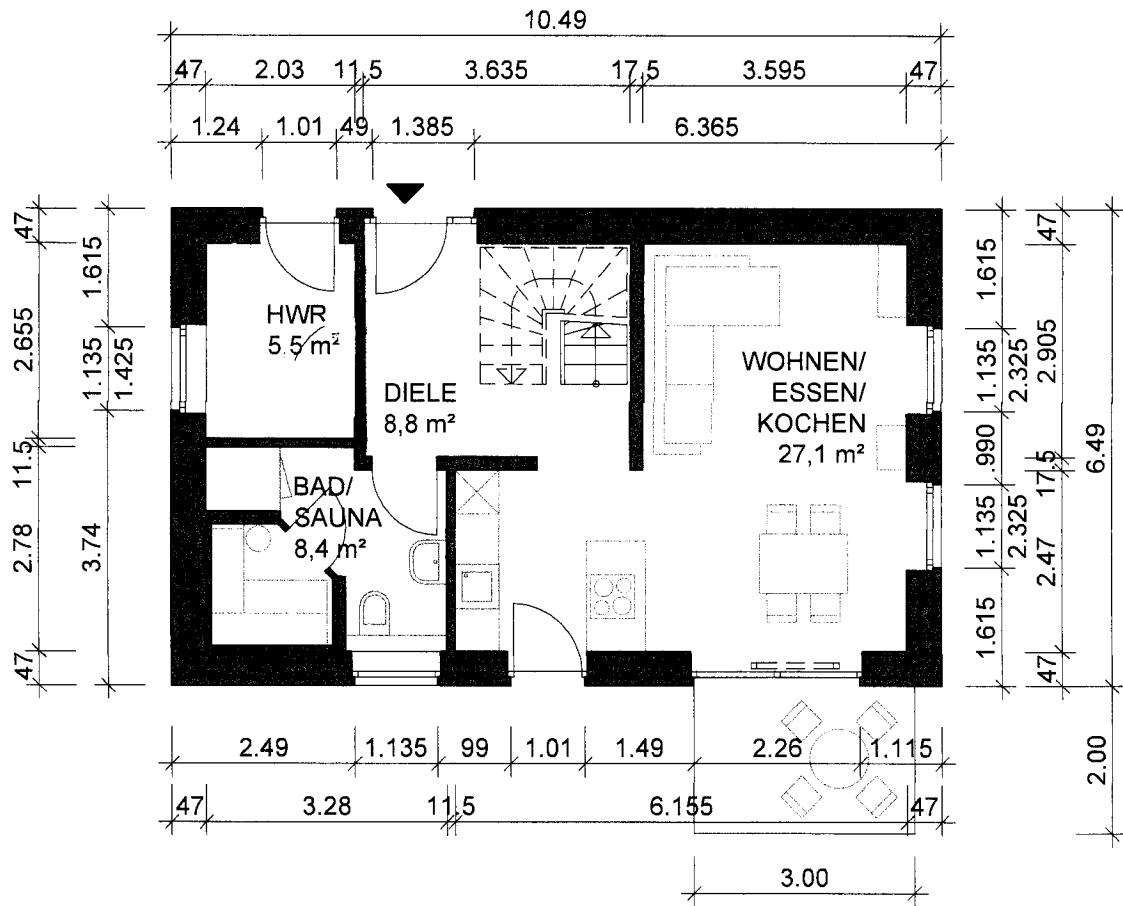 10.49
47 2.03 11.5 3.635 17.5 3.595 47
1.24 1.01 49 1.385 6.365
47
2.655
11.5
2.78
47
1.615
1.135
1.425
3.74
HWR
5.5 m²
DIELE
8,8 m²
WOHNEN/
ESSEN/
KOCHEN
27,1 m²
BAD/
SAUNA
8,4 m²
1.615
1.135
2.325
.990
1.135
2.325
1.615
47
2.905
17.5
2.47
47
6.49
2.00
2.49 1.135 99 1.01 1.49 2.26 1.115
47 3.28 11.5 6.155 47
3.00